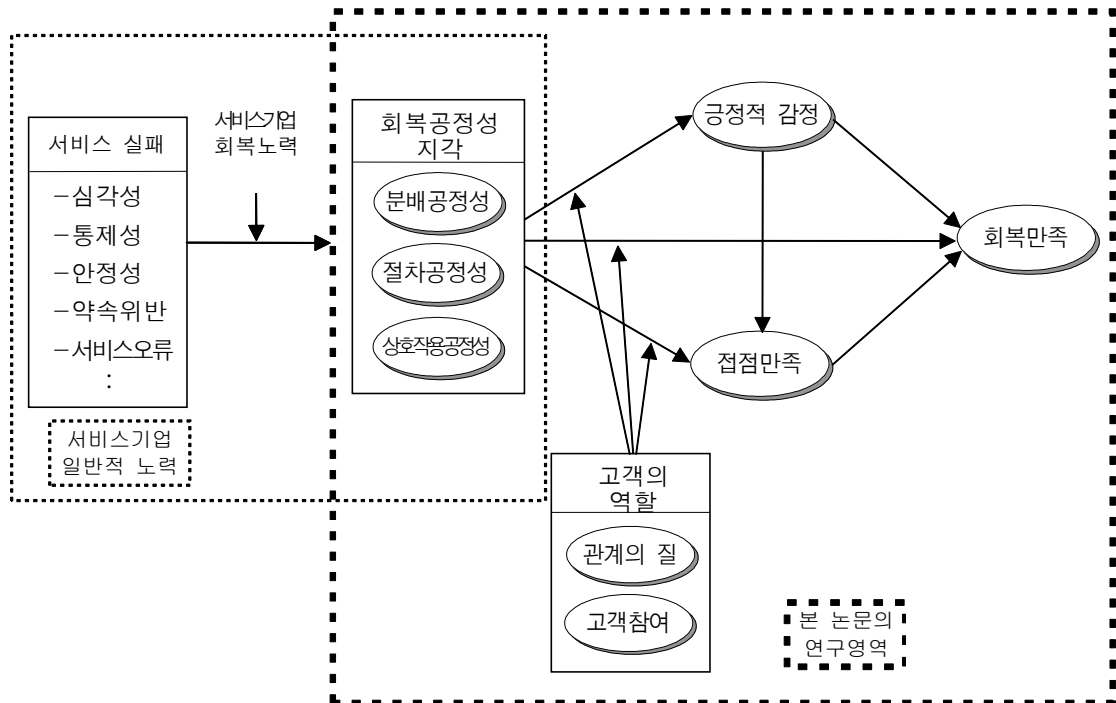 서비스 실패
–심각성
–통제성
–안정성
–약속위반
–서비스오류
:
서비스기업
일반적 노력
서비스기업
회복노력
회복공정성
지각
분배공정성
절차공정성
상호작용공정성
긍정적 감정
접점만족
회복만족
고객의
역할
관계의 질
고객참여
본 논문의
연구영역